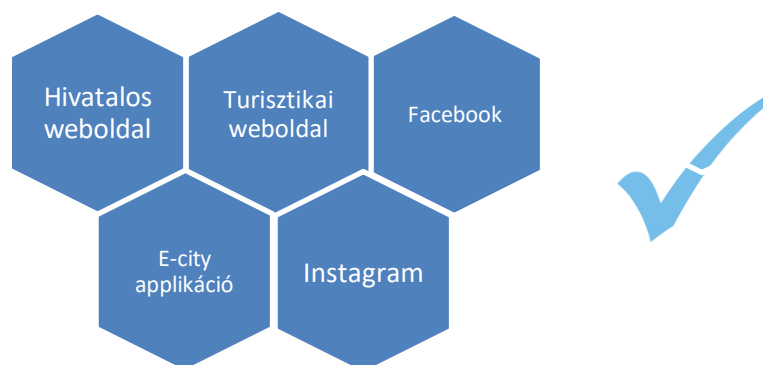 Hivatalos
weboldal
Turisztikai
weboldal
Facebook
E-city
applikáció
Instagram